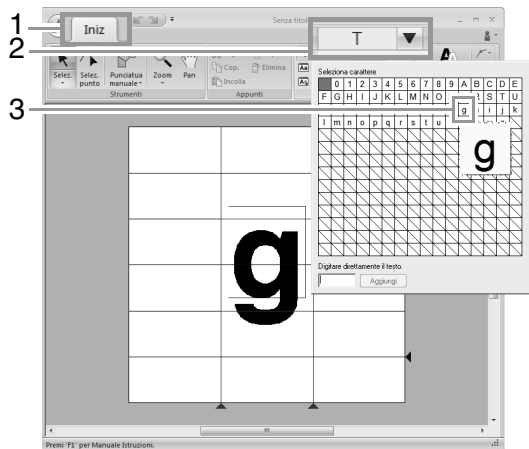 1
Iniz
Senza titol
2
T
Selez.
Selez. punto
Punciatua manuale
Zoom
Pan
Cop.
Elimina
Incolla
Strumenti
Appunti
Seleziona carattere
0 1 2 3 4 5 6 7 8 9 A B C D E
F G H I J K L M N O R S T U
3
g i j k
l m n o p q r s t u
g
g
Digitare direttamente il testo.
Aggiungi
Premi 'F1' per Manuale Istruzioni.